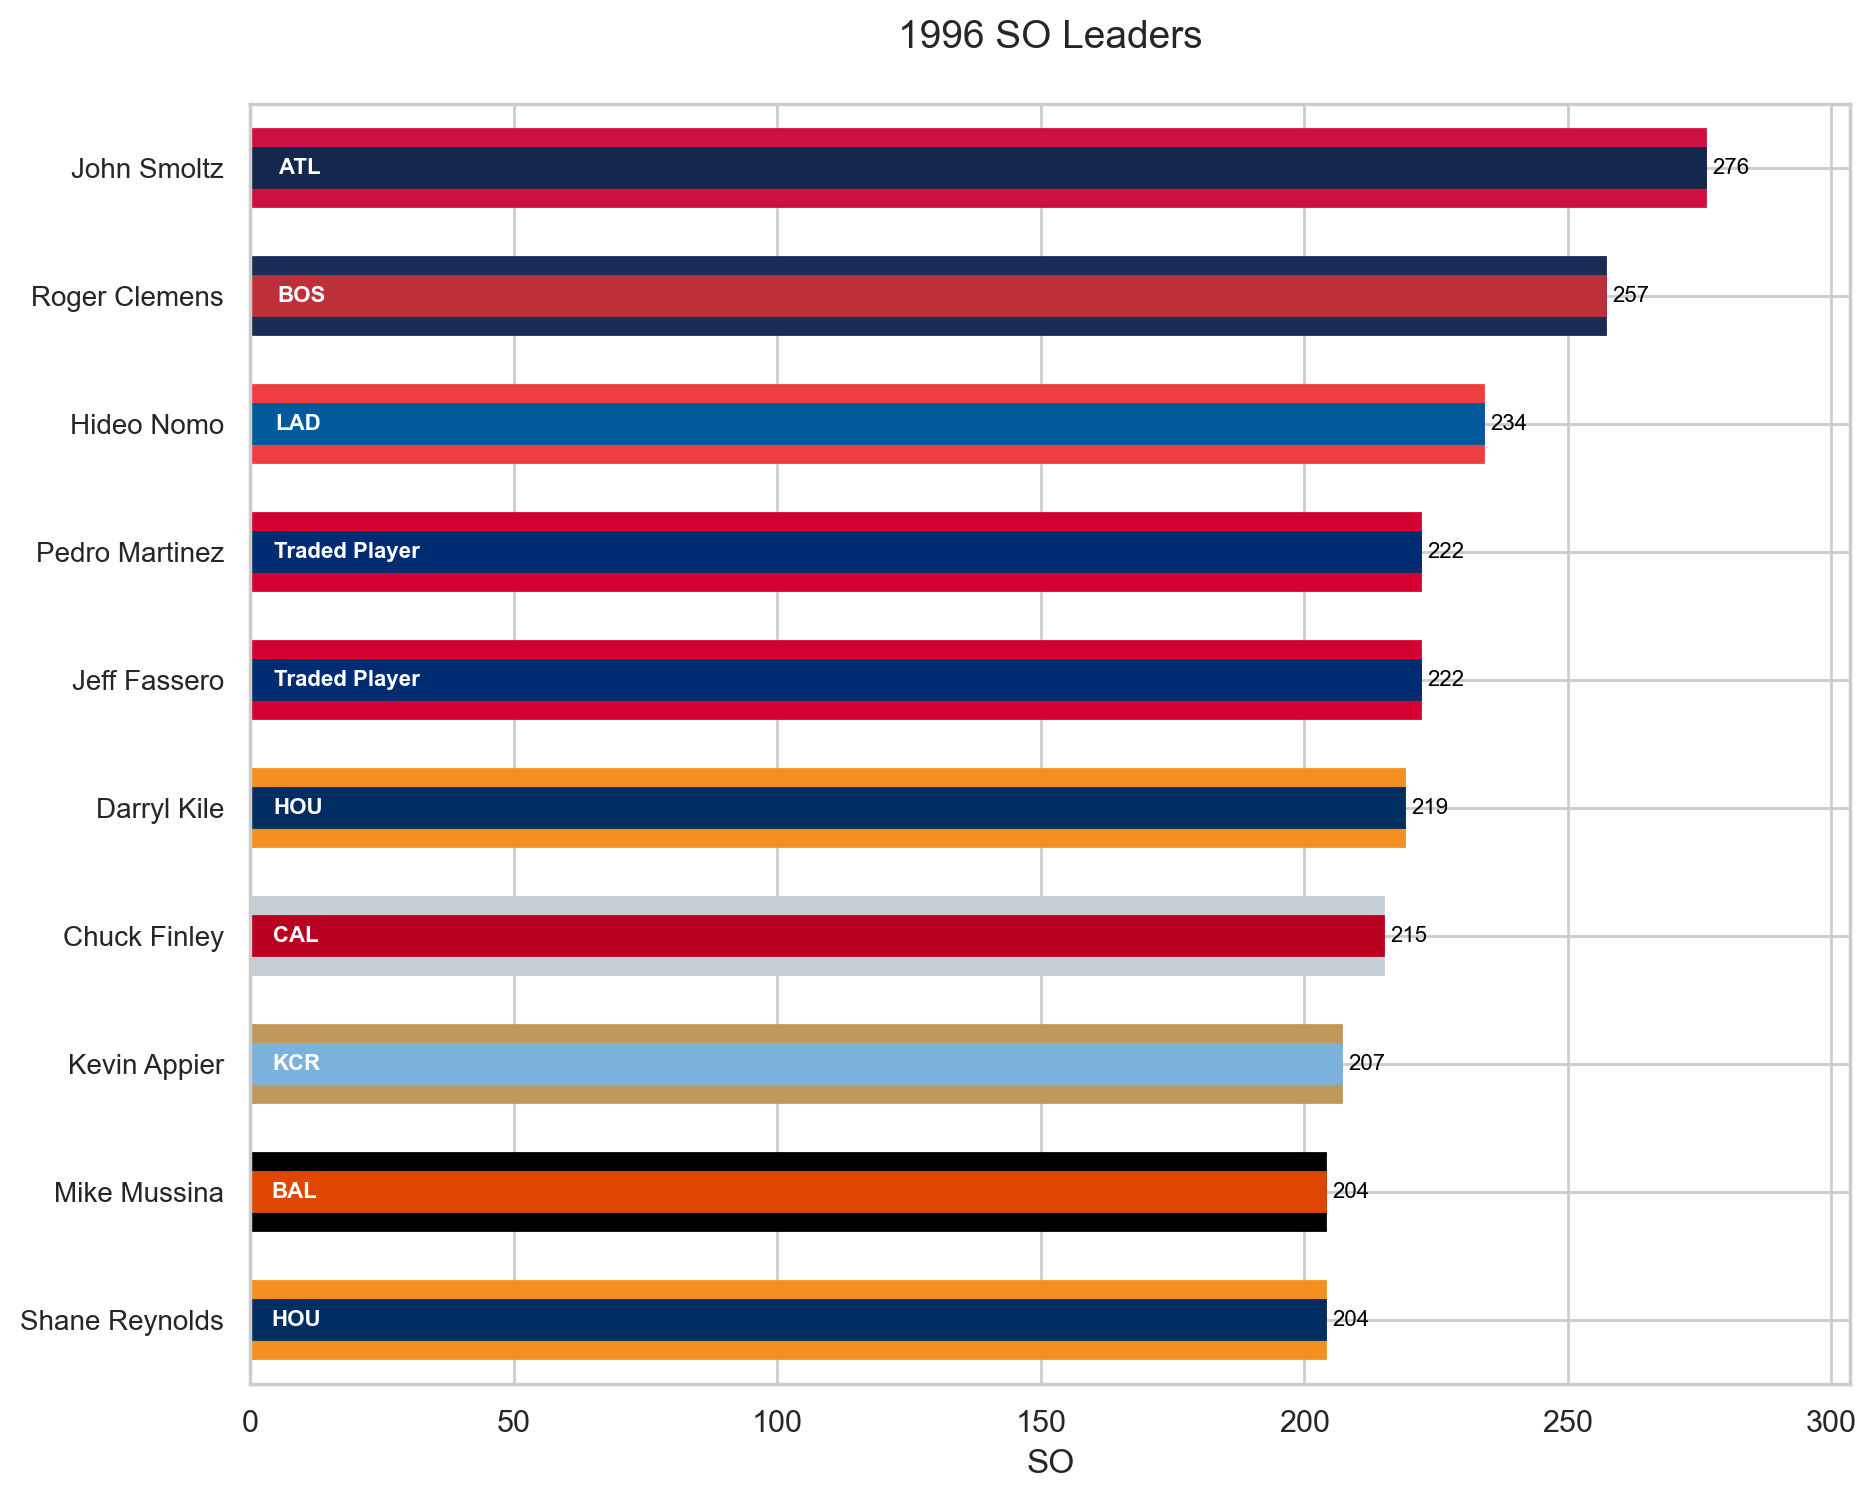 1996 SO Leaders
John Smoltz ATL 276
Roger Clemens BOS 257
Hideo Nomo LAD 234
Pedro Martinez Traded Player 222
Jeff Fassero Traded Player 222
Darryl Kile HOU 219
Chuck Finley CAL 215
Kevin Appier KCR 207
Mike Mussina BAL 204
Shane Reynolds HOU 204
0 50 100 150 200 250 300
SO